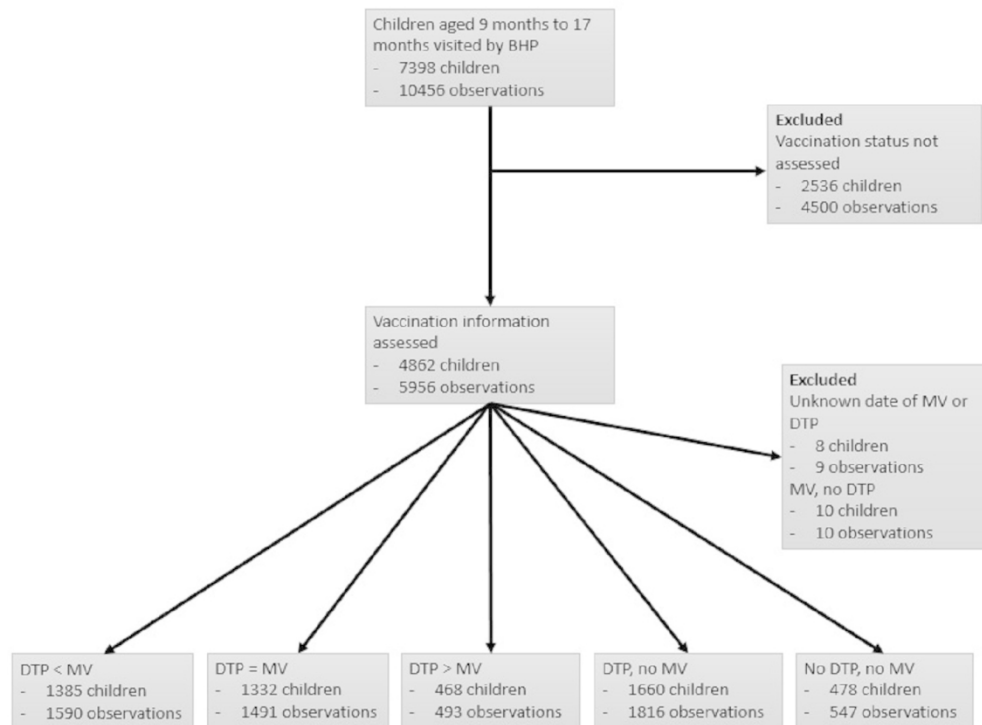 Children aged 9 months to 17
months visited by BHP
- 7398 children
- 10456 observations
Excluded
Vaccination status not
assessed
- 2536 children
- 4500 observations
Vaccination information
assessed
- 4862 children
- 5956 observations
Excluded
Unknown date of MV or
DTP
- 8 children
- 9 observations
MV, no DTP
- 10 children
- 10 observations
DTP < MV
- 1385 children
- 1590 observations
DTP = MV
- 1332 children
- 1491 observations
DTP > MV
- 468 children
- 493 observations
DTP, no MV
- 1660 children
- 1816 observations
No DTP, no MV
- 478 children
- 547 observations